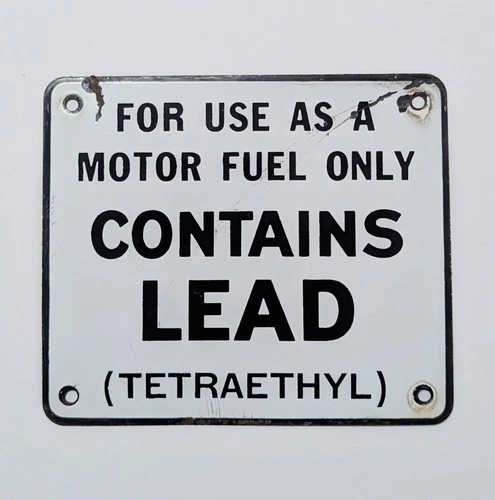 FOR USE AS A
MOTOR FUEL ONLY
CONTAINS
LEAD
(TETRAETHYL)